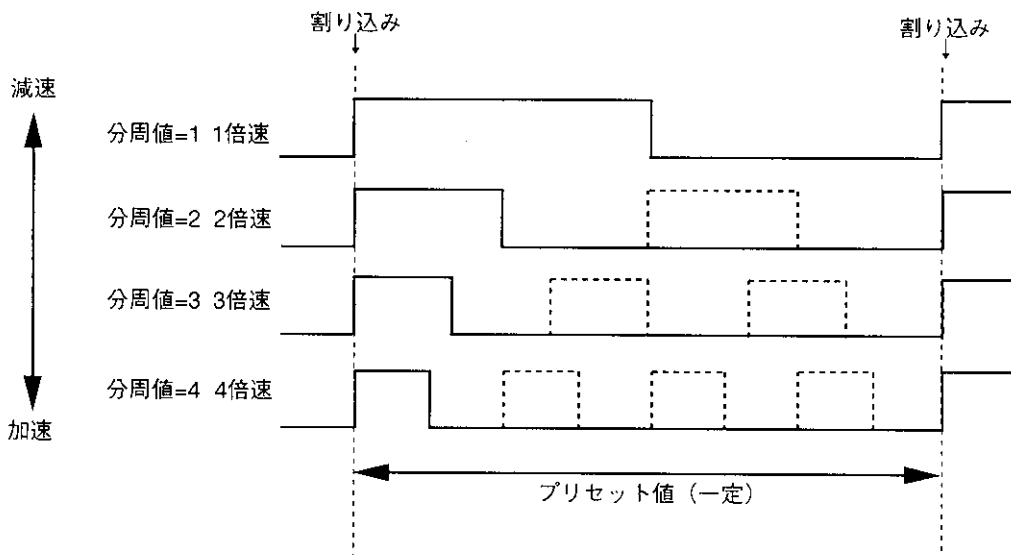 割り込み
割り込み
減速
分周値=1 1倍速
分周値=2 2倍速
分周値=3 3倍速
分周値=4 4倍速
加速
プリセット値（一定）